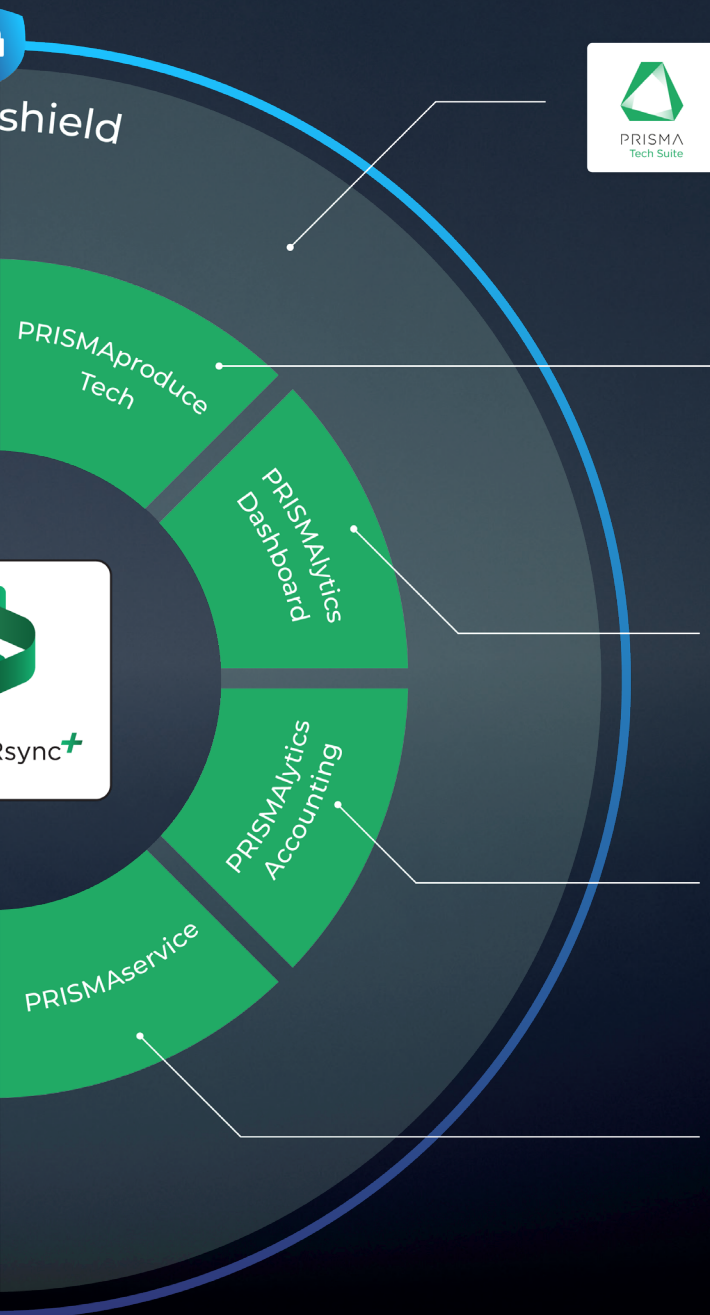 shield
PRISMA
Tech Suite
PRISMAproduce
Tech
PRISMAlytics
Dashboard
Rsync+
PRISMAlytics
Accounting
PRISMAservice